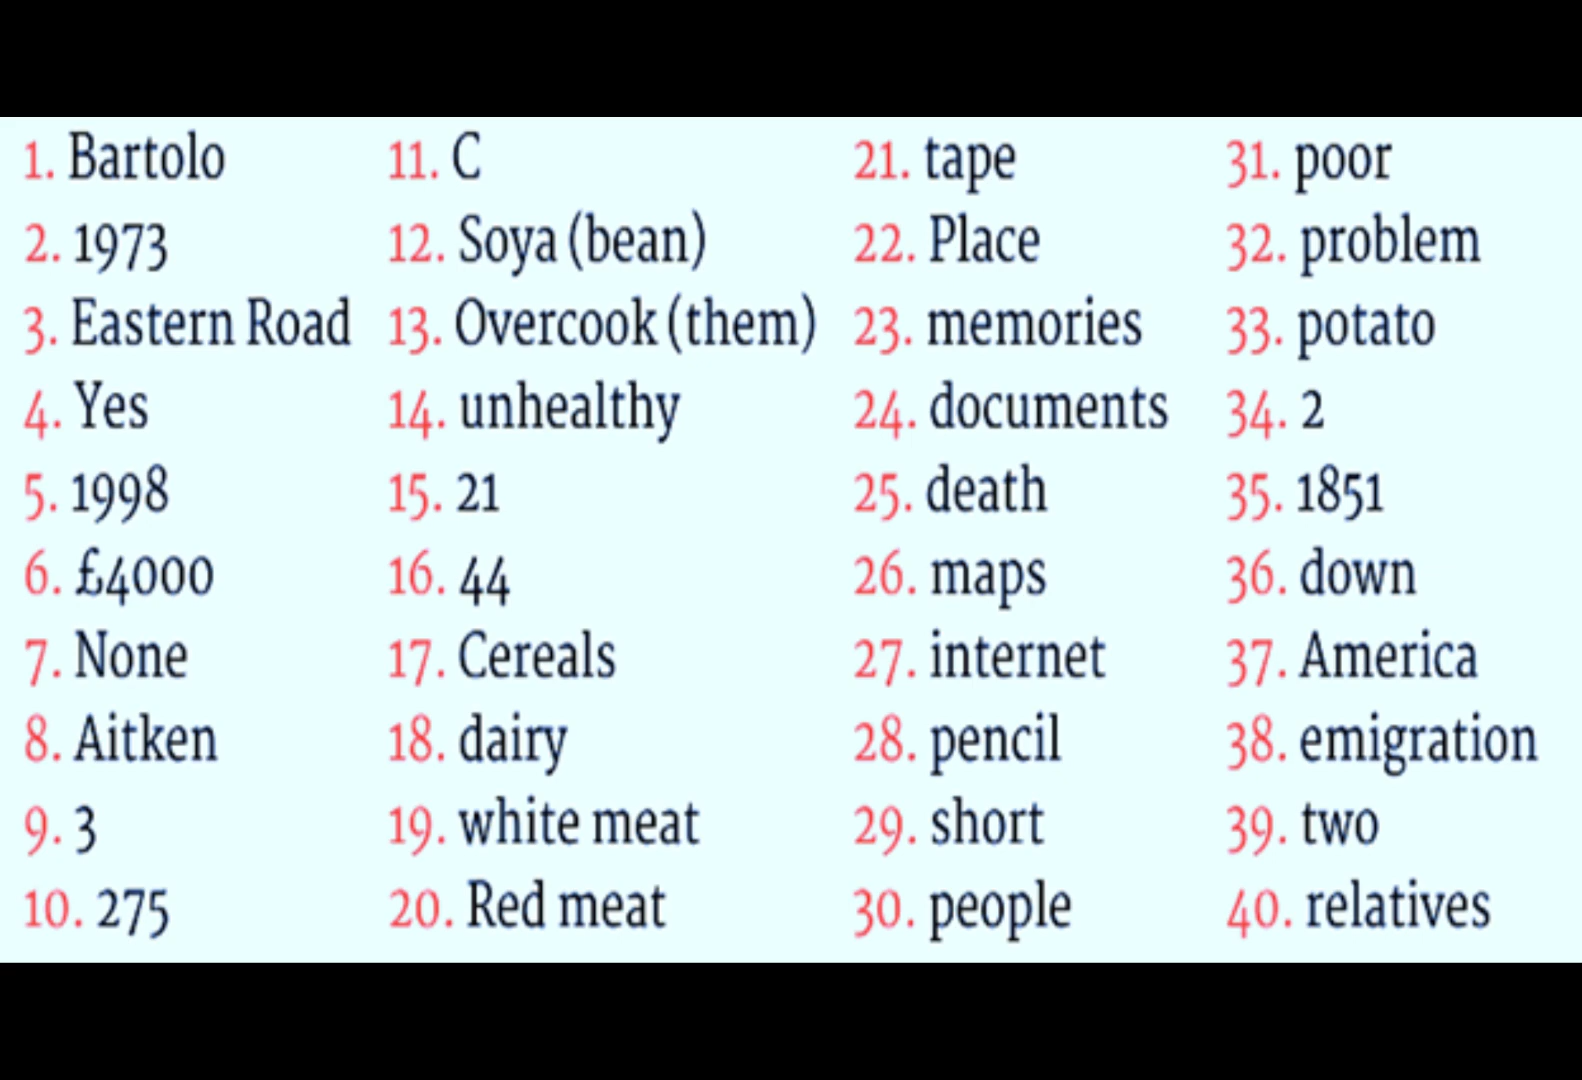 1. Bartolo
2. 1973
3. Eastern Road
4. Yes
5. 1998
6. £4000
7. None
8. Aitken
9. 3
10. 275
11. C
12. Soya (bean)
13. Overcook (them)
14. unhealthy
15. 21
16. 44
17. Cereals
18. dairy
19. white meat
20. Red meat
21. tape
22. Place
23. memories
24. documents
25. death
26. maps
27. internet
28. pencil
29. short
30. people
31. poor
32. problem
33. potato
34. 2
35. 1851
36. down
37. America
38. emigration
39. two
40. relatives